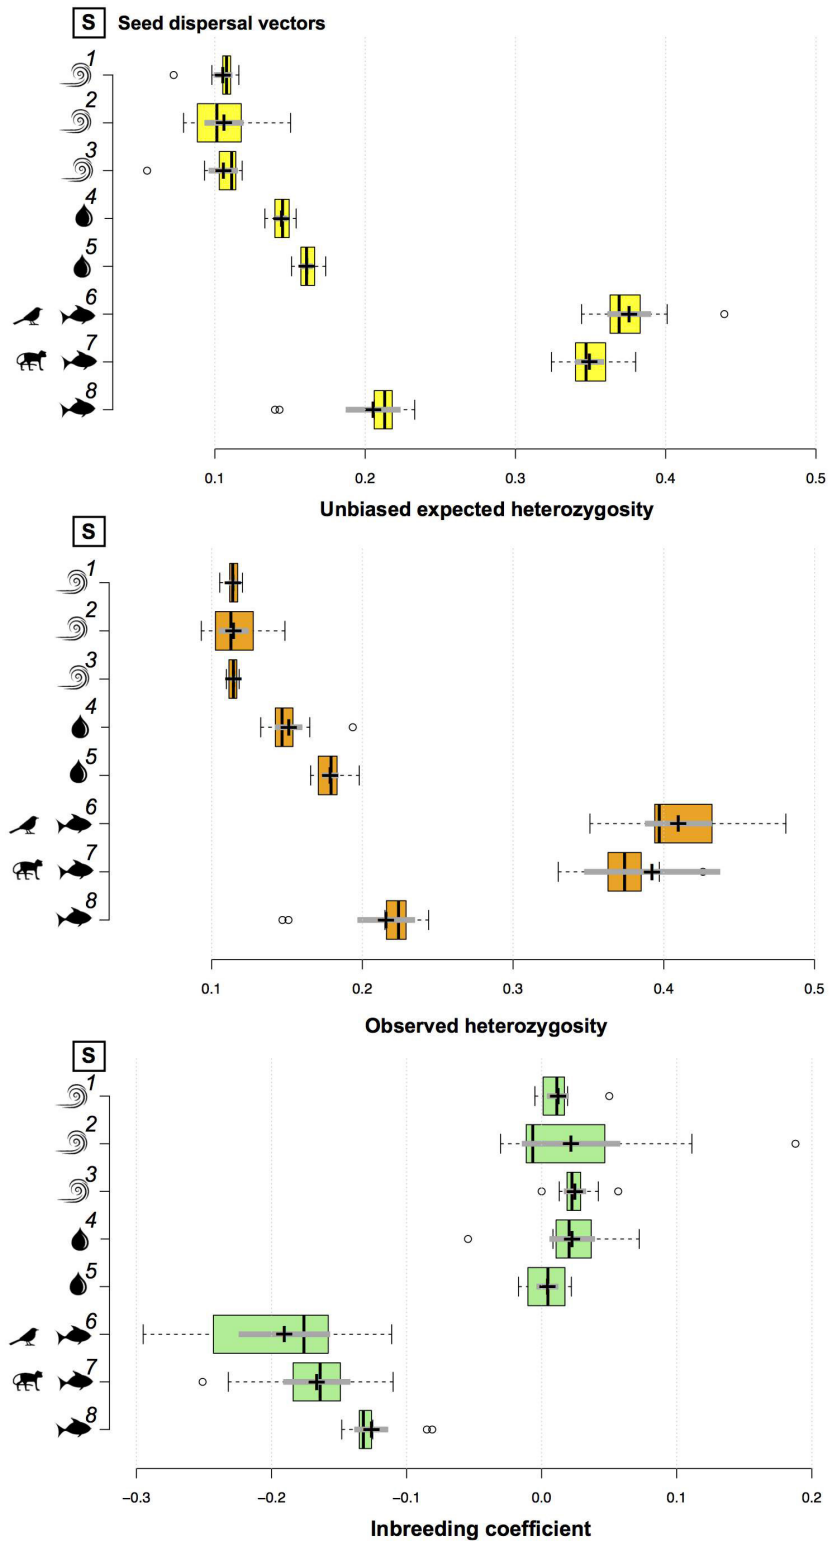 S Seed dispersal vectors
1
2
3
4
5
6
7
8
0.1 0.2 0.3 0.4 0.5
Unbiased expected heterozygosity
S
1
2
3
4
5
6
7
8
0.1 0.2 0.3 0.4 0.5
Observed heterozygosity
S
1
2
3
4
5
6
7
8
−0.3 −0.2 −0.1 0.0 0.1 0.2
Inbreeding coefficient